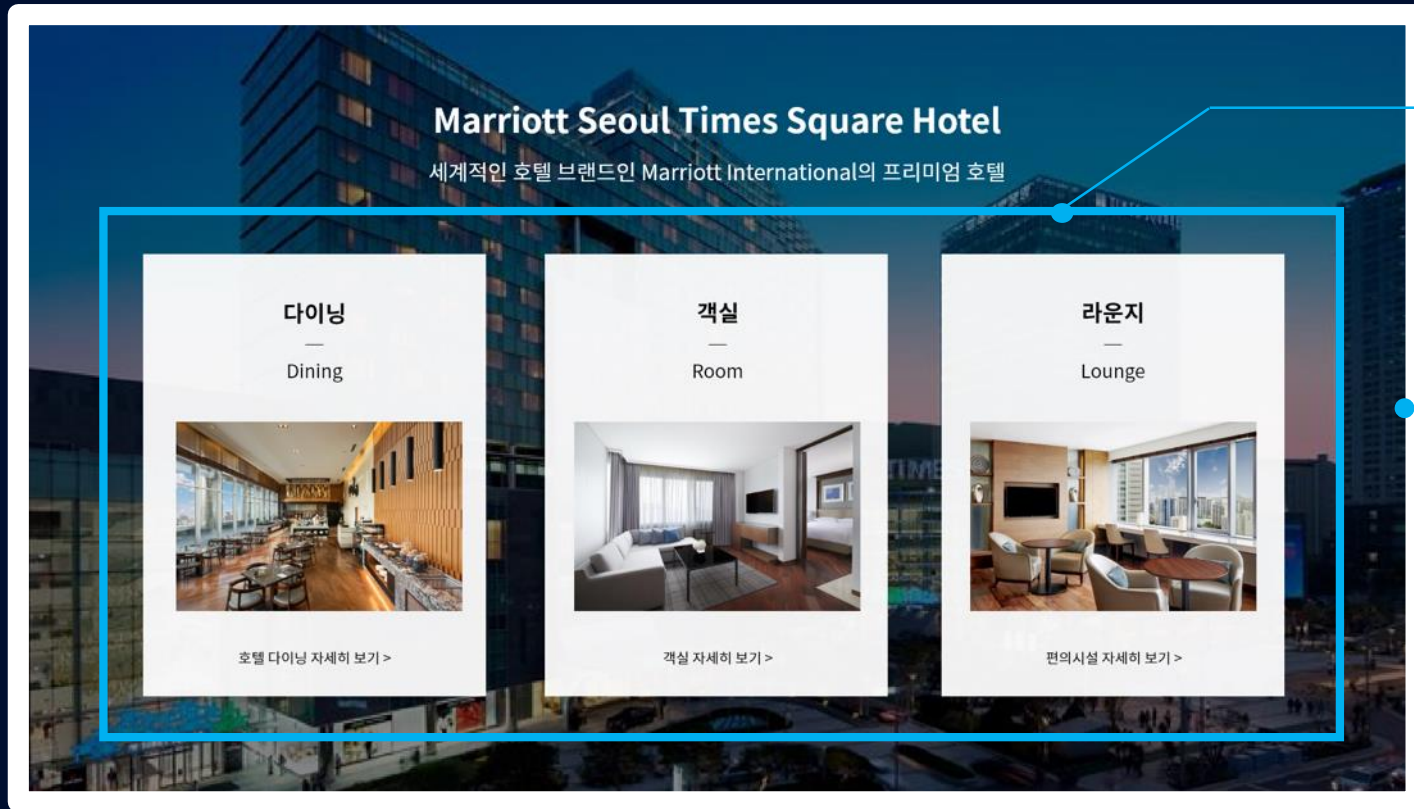 Marriott Seoul Times Square Hotel
세계적인 호텔 브랜드인 Marriott International의 프리미엄 호텔
다이닝
Dining
호텔 다이닝 자세히 보기 >
객실
Room
객실 자세히 보기 >
라운지
Lounge
편의시설 자세히 보기 >